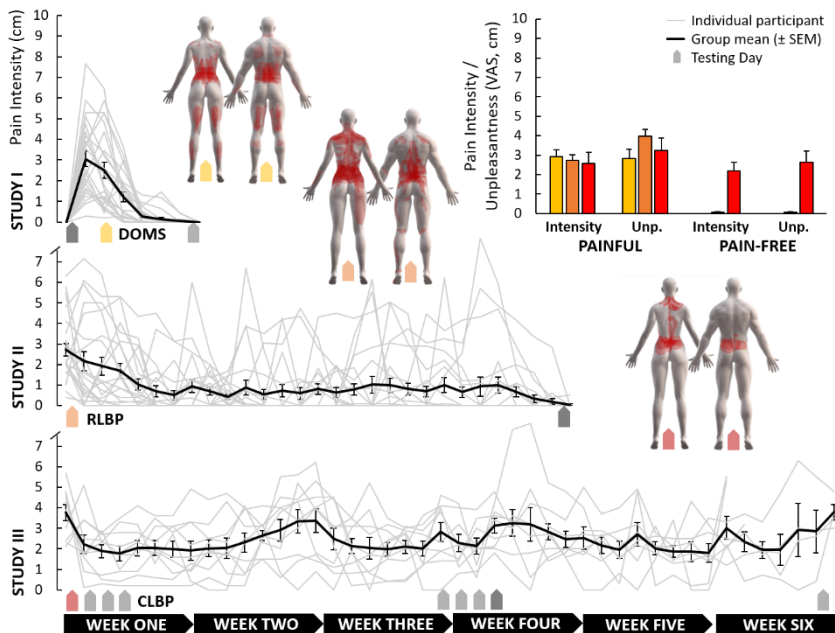 Pain Intensity (cm)
STUDY I
10
9
8
7
6
5
4
3
2
1
0
DOMS
Pain Intensity /
Unpleasantness (VAS, cm)
10
9
8
7
6
5
4
3
2
1
0
Individual participant
Group mean (± SEM)
Testing Day
Intensity Unp. Intensity Unp.
PAINFUL PAIN-FREE
STUDY II
7
6
5
4
3
2
1
0
RLBP
STUDY III
7
6
5
4
3
2
1
0
CLBP
WEEK ONE WEEK TWO WEEK THREE WEEK FOUR WEEK FIVE WEEK SIX